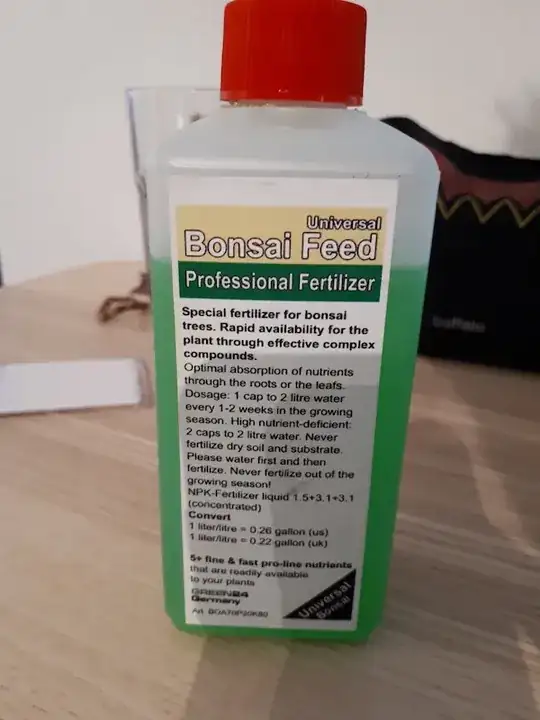 Universal
Bonsai Feed
Professional Fertilizer
Special fertilizer for bonsai
trees. Rapid availability for the
plant through effective complex
compounds.
Optimal absorption of nutrients
through the roots or the leafs.
Dosage: 1 cap to 2 litre water
every 1-2 weeks in the growing
season. High nutrient-deficient:
2 caps to 2 litre water. Never
fertilize dry soil and substrate.
Please water first and then
fertilize. Never fertilize out of the
growing season!
NPK-Fertilizer liquid 1.5+3.1+3.1
(concentrated)
Convert
1 liter/litre = 0.26 gallon (us)
1 liter/litre = 0.22 gallon (uk)
5+ fine & fast pro-line nutrients
that are readily available
to your plants
GREEN24
Germany
Art.
Universal
Bonsai
buffalo